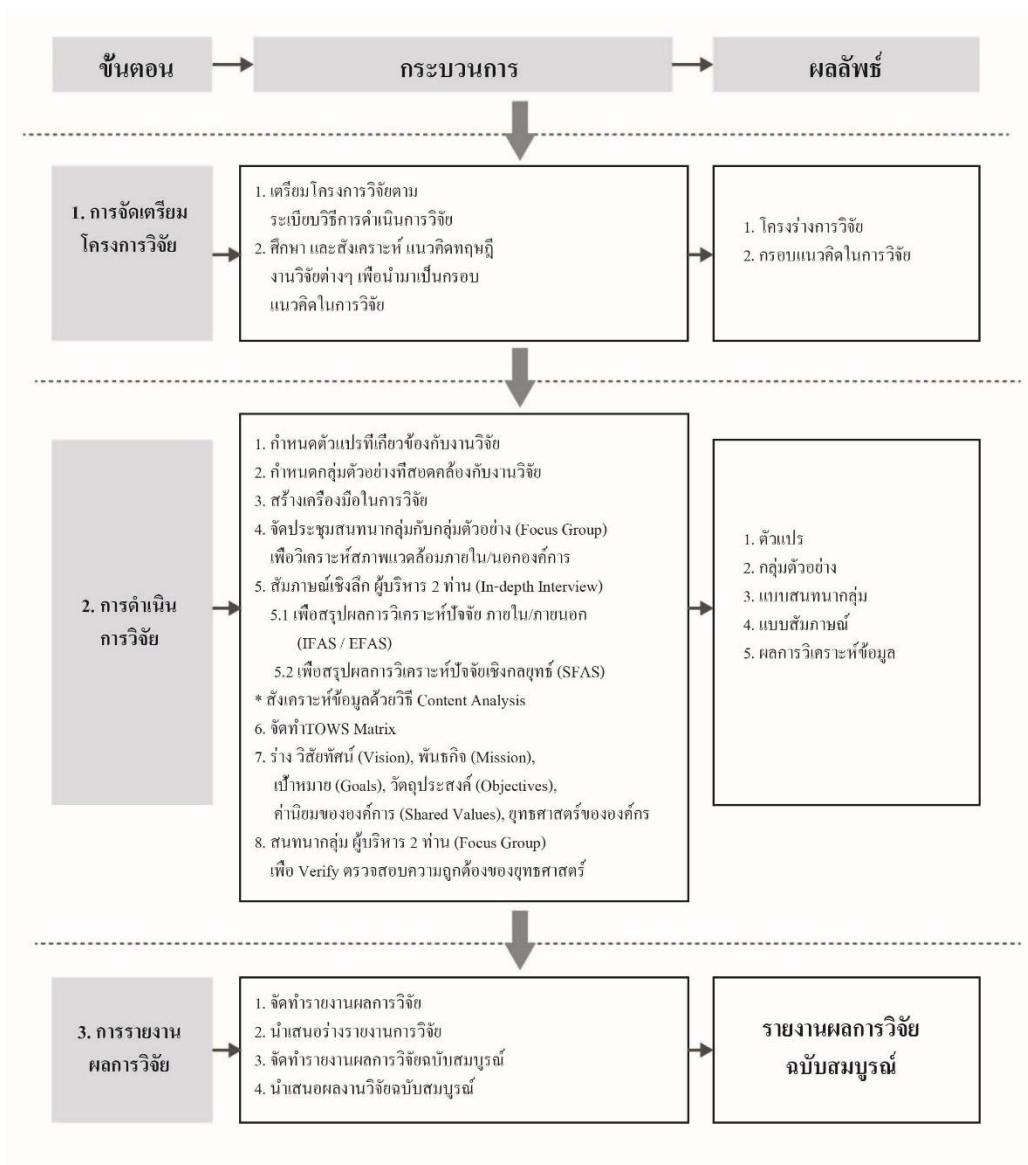 ขั้นตอน
กระบวนการ
ผลลัพธ์
1. การจัดเตรียม
โครงการวิจัย
1. เตรียมโครงการวิจัยตาม
ระเบียบวิธีการดำเนินการวิจัย
2. ศึกษา และสังเคราะห์ แนวคิดทฤษฎี
งานวิจัยต่างๆ เพื่อนำมาเป็นกรอบ
แนวคิดในการวิจัย
1. โครงร่างการวิจัย
2. กรอบแนวคิดในการวิจัย
2. การดำเนิน
การวิจัย
1. กำหนดตัวแปรที่เกี่ยวข้องกับงานวิจัย
2. กำหนดกลุ่มตัวอย่างที่สอดคล้องกับงานวิจัย
3. สร้างเครื่องมือในการวิจัย
4. จัดประชุมสนทนากลุ่มกับกลุ่มตัวอย่าง (Focus Group)
เพื่อวิเคราะห์สภาพแวดล้อมภายใน/นอกองค์การ
5. สัมภาษณ์เชิงลึก ผู้บริหาร 2 ท่าน (In-depth Interview)
5.1 เพื่อสรุปผลการวิเคราะห์ปัจจัย ภายใน/ภายนอก
(IFAS / EFAS)
5.2 เพื่อสรุปผลการวิเคราะห์ปัจจัยเชิงกลยุทธ์ (SFAS)
* สังเคราะห์ข้อมูลด้วยวิธี Content Analysis
6. จัดทำTOWS Matrix
7. ร่าง วิสัยทัศน์ (Vision), พันธกิจ (Mission),
เป้าหมาย (Goals), วัตถุประสงค์ (Objectives),
ค่านิยมขององค์การ (Shared Values), ยุทธศาสตร์ขององค์กร
8. สนทนากลุ่ม ผู้บริหาร 2 ท่าน (Focus Group)
เพื่อ Verify ตรวจสอบความถูกต้องของยุทธศาสตร์
1. ตัวแปร
2. กลุ่มตัวอย่าง
3. แบบสนทนากลุ่ม
4. แบบสัมภาษณ์
5. ผลการวิเคราะห์ข้อมูล
3. การรายงาน
ผลการวิจัย
1. จัดทำรายงานผลการวิจัย
2. นำเสนอร่างรายงานการวิจัย
3. จัดทำรายงานผลการวิจัยฉบับสมบูรณ์
4. นำเสนอผลงานวิจัยฉบับสมบูรณ์
รายงานผลการวิจัย
ฉบับสมบูรณ์